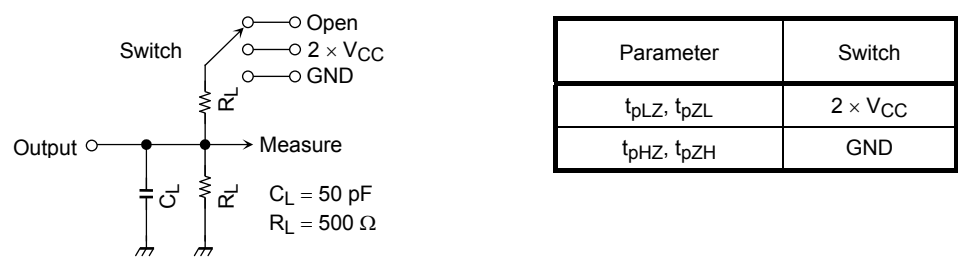 Open
Switch
2 × VCC
GND
RL
Output
Measure
CL
RL
CL = 50 pF
RL = 500 Ω
Parameter Switch
tpLZ, tpZL 2 × VCC
tpHZ, tpZH GND